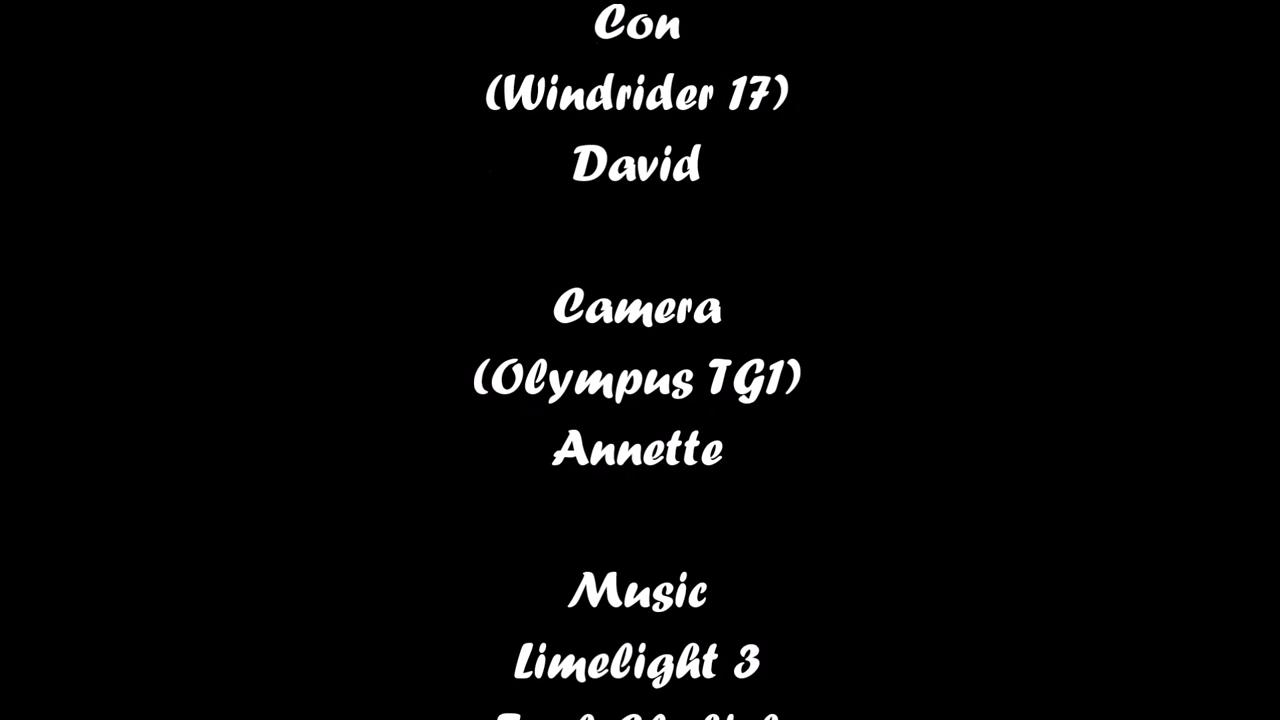 Con
(Windrider 17)
David
Camera
(Olympus TG1)
Annette
Music
Limelight 3